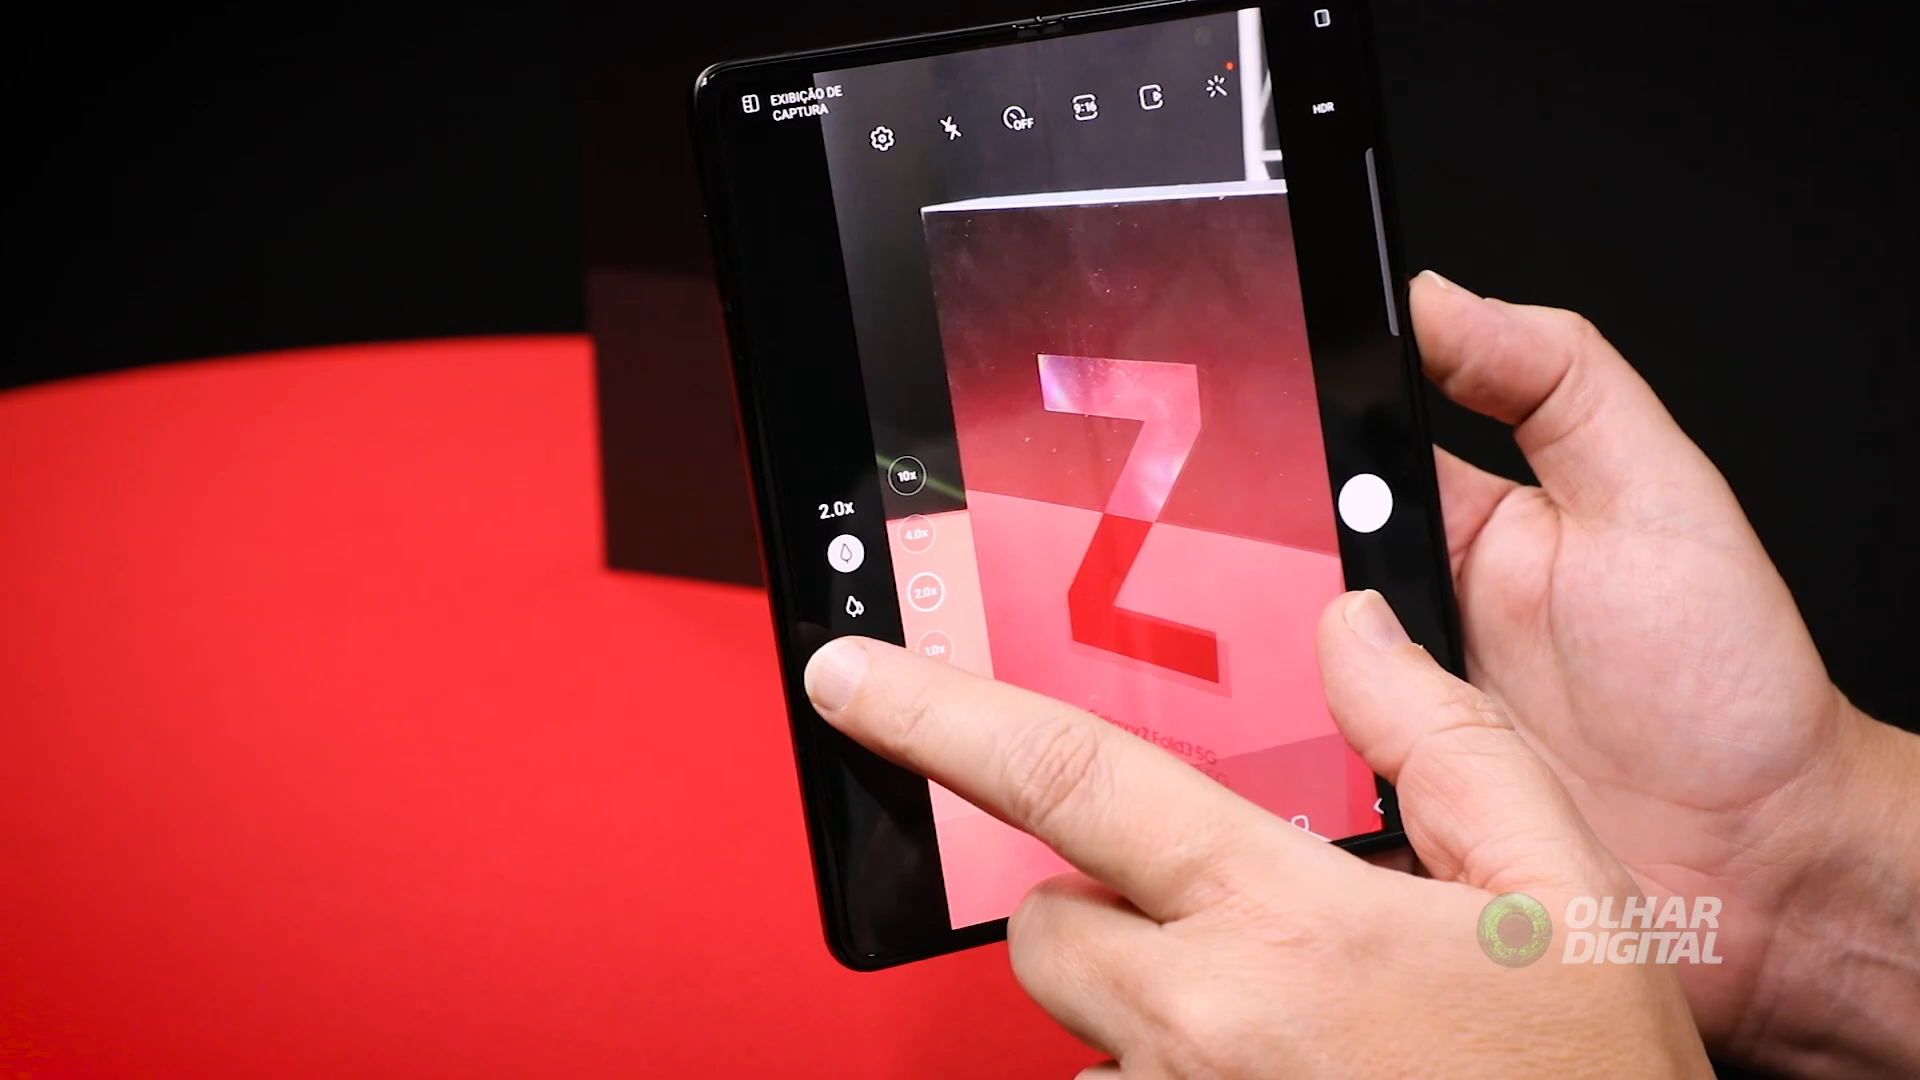 EXIBIÇÃO DE
CAPTURA
OFF
9:16
HDR
10x
2.0x
4.0x
2.0x
1.0x
Z
Galaxy Z Fold3 5G
5G
OLHAR
DIGITAL